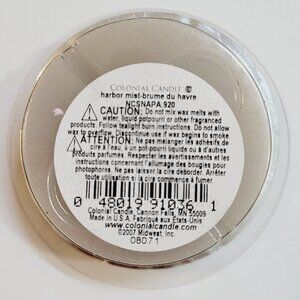 COLONIAL CANDLE ®
harbor mist-brume du havre
NCSNAPA.920
⚠CAUTION: Do not mix wax melts with
water, liquid potpourri or other fragranced
products. Follow tealight burn instructions. Do not allow
wax to overflow. Discontinue use if wax begins to smoke
⚠ATTENTION: Ne pas mélanger les adhésifs de
cire à l'eau, à un pot pourri liquide ou à d'autres
produits parfumés. Respecter les avertissements et les
instructions concernant l'allumage des bougies pour
photophores. Ne pas laisser la cire déborder. Arrêter
toute utilisation
0 48019 91036 1
Colonial Candle, Cannon Falls, MN 55009
Made in U.S.A. Fabriqué aux États-Unis
www.colonialcandle.com
©2007 Midwest, Inc.
08071